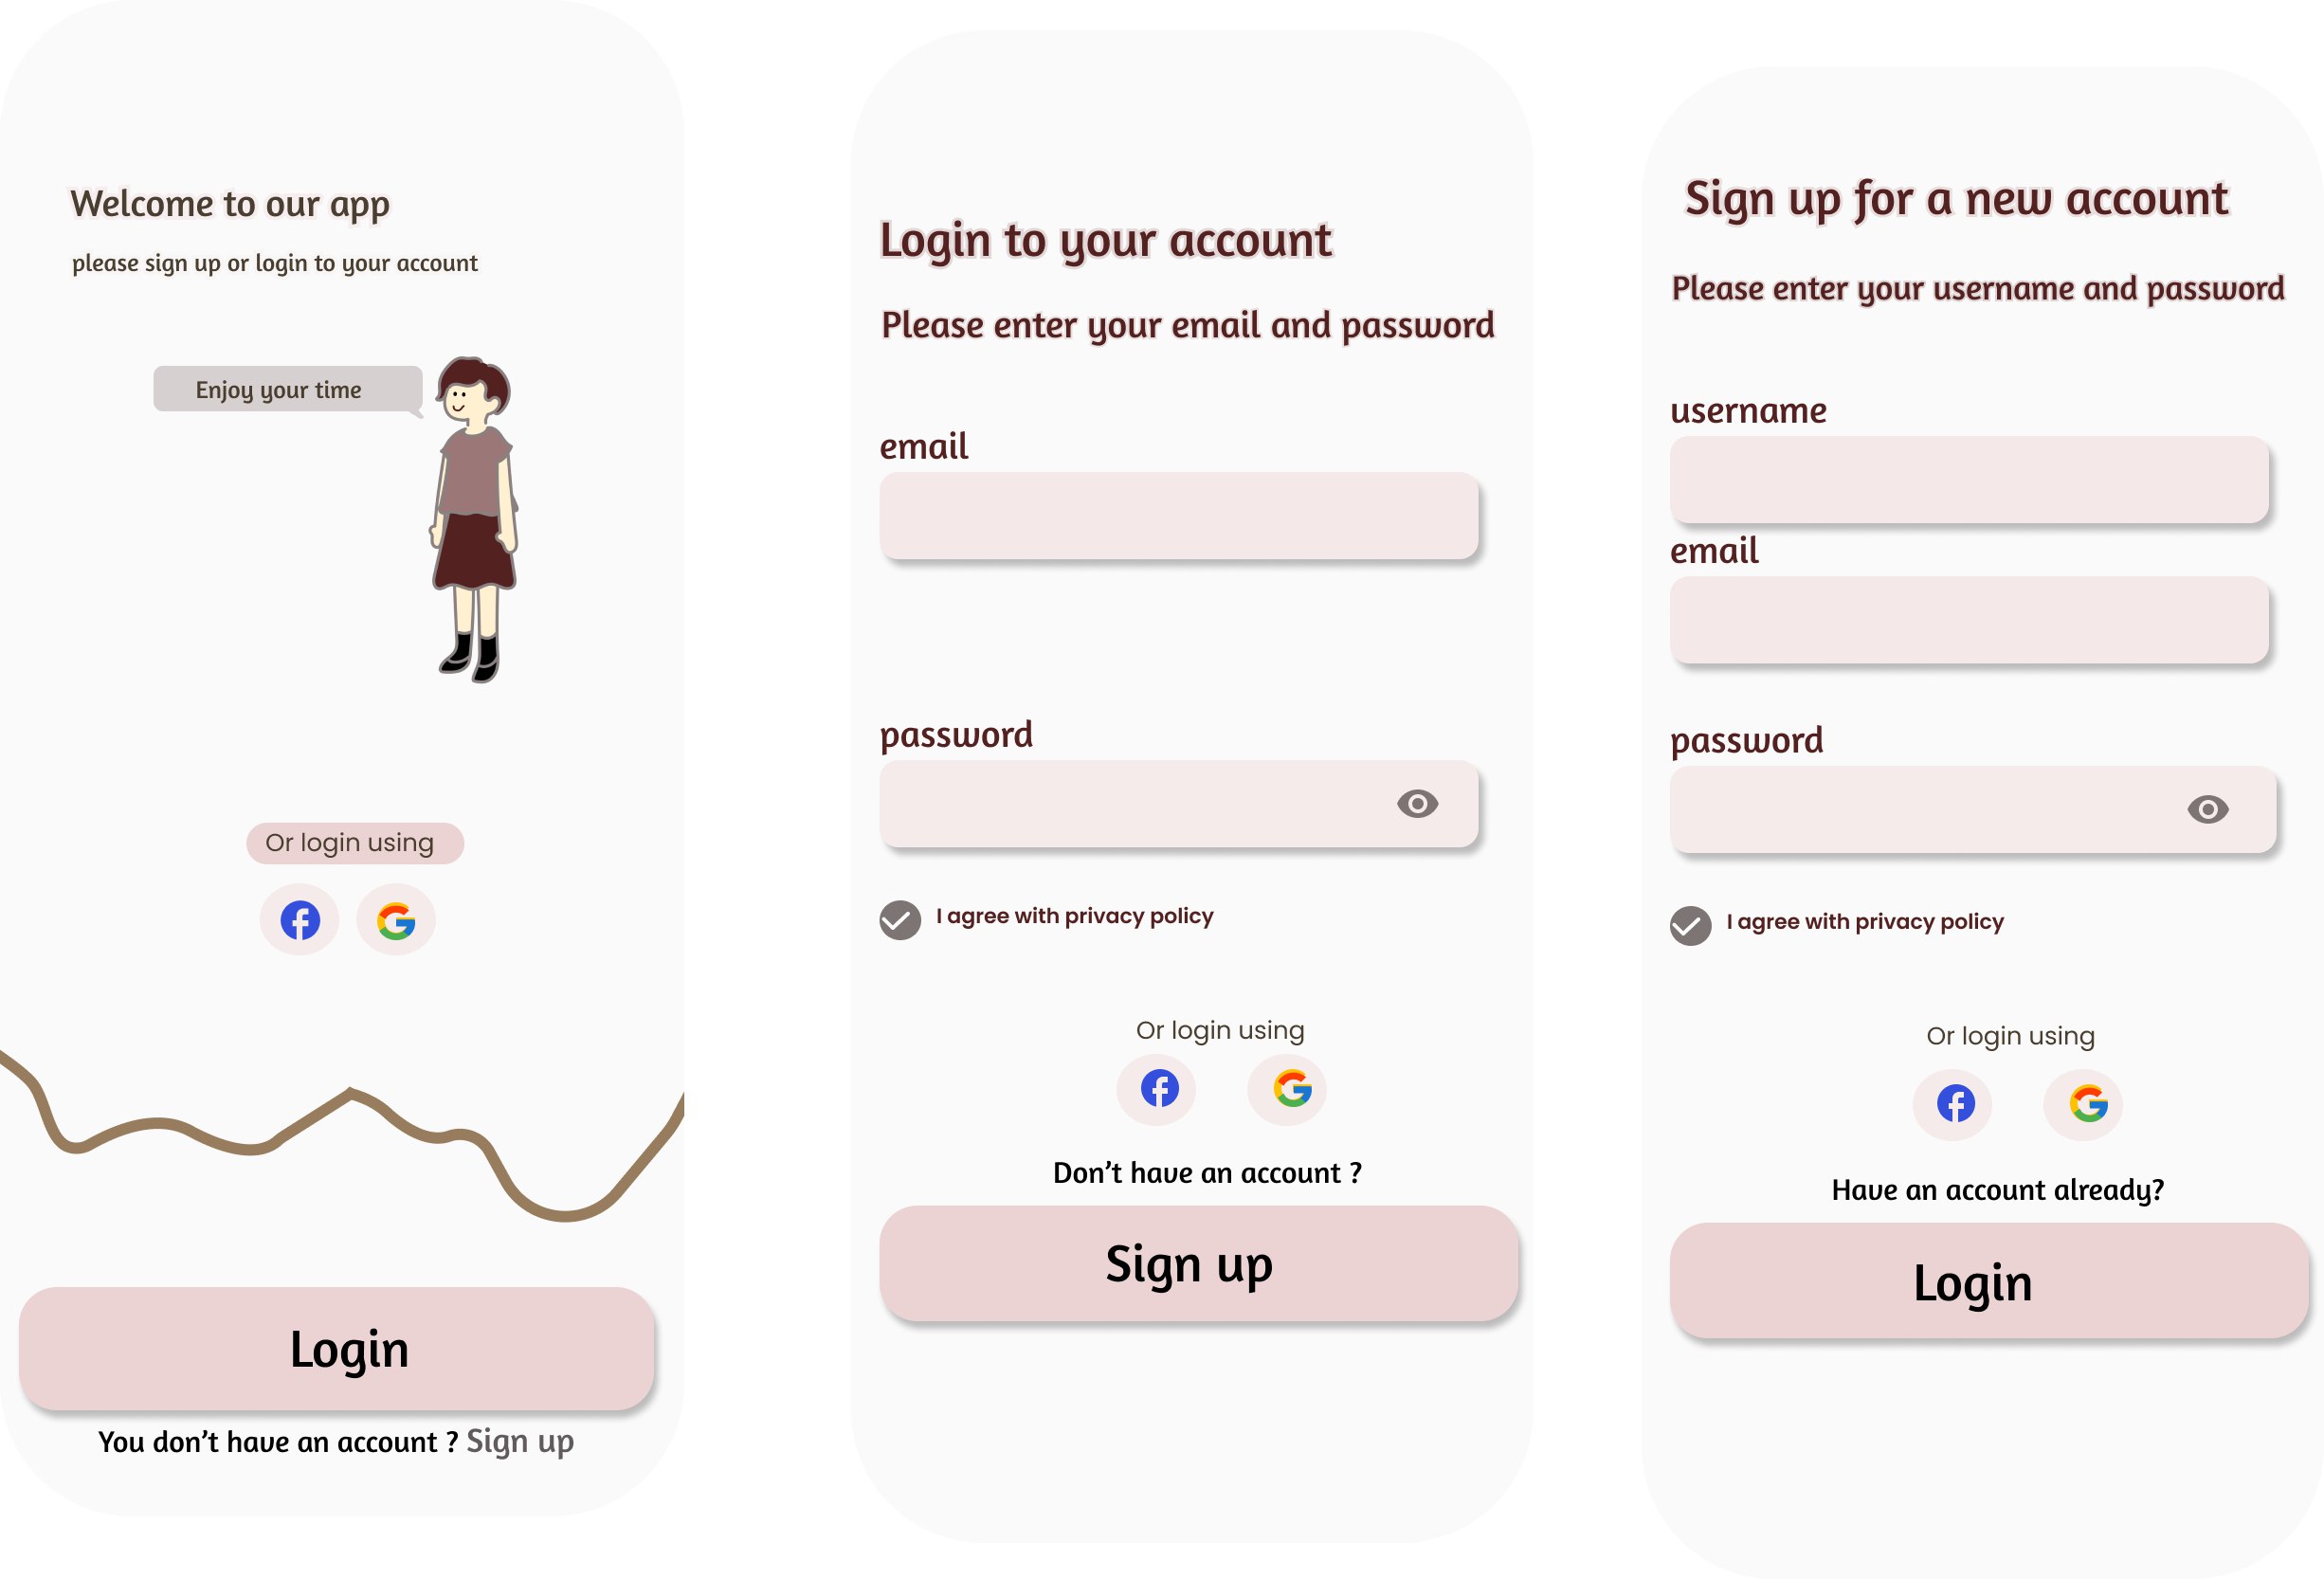 Welcome to our app
please sign up or login to your account
Enjoy your time
Or login using
Login
You don’t have an account ? Sign up
Login to your account
Please enter your email and password
email
password
I agree with privacy policy
Or login using
Don’t have an account ?
Sign up
Sign up for a new account
Please enter your username and password
username
email
password
I agree with privacy policy
Or login using
Have an account already?
Login